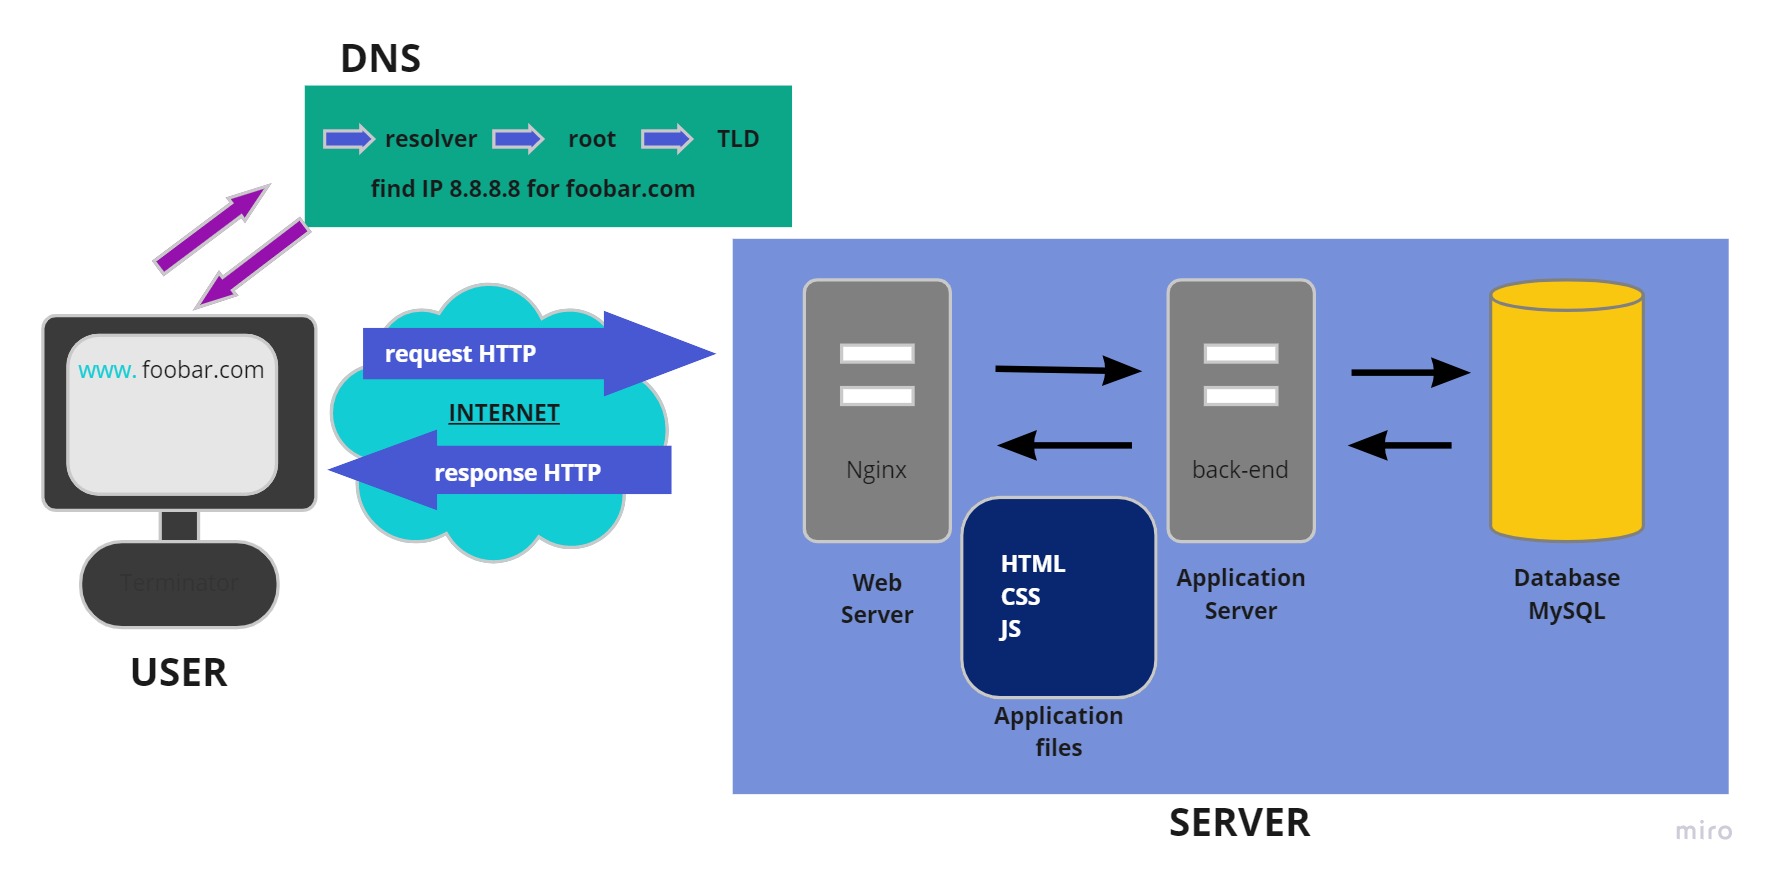 DNS
resolver root TLD
find IP 8.8.8.8 for foobar.com
www. foobar.com
request HTTP
INTERNET
response HTTP
Terminator
USER
Nginx
back-end
Web
Server
HTML
CSS
JS
Application
files
Application
Server
Database
MySQL
SERVER
miro